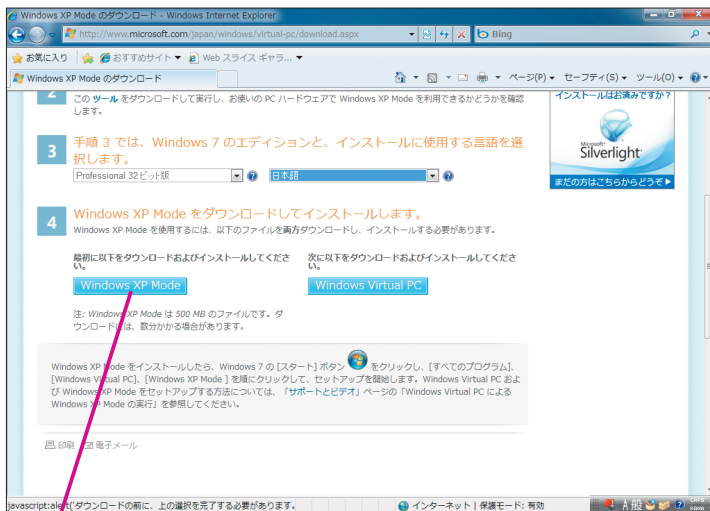 Windows XP Mode のダウンロード - Windows Internet Explorer
http://www.microsoft.com/japan/windows/virtual-pc/download.aspx
Bing
お気に入り
おすすめサイト ▼
Web スライス ギャラ... ▼
Windows XP Mode のダウンロード
ページ(P) ▼ セーフティ(S) ▼ ツール(O) ▼
2
この ツール をダウンロードして実行し、お使いの PC ハードウェアで Windows XP Mode を利用できるかどうかを確認
します。
インストールはお済みですか?
Microsoft
Silverlight
まだの方はこちらからどうぞ▶
3
手順 3 では、Windows 7 のエディションと、インストールに使用する言語を選
択します。
Professional 32ビット版
日本語
4
Windows XP Mode をダウンロードしてインストールします。
Windows XP Mode を使用するには、以下のファイルを両方ダウンロードし、インストールする必要があります。
最初に以下をダウンロードおよびインストールしてくださ
い。
Windows XP Mode
注: Windows XP Mode は 500 MB のファイルです。ダ
ウンロードには、数分かかる場合があります。
次に以下をダウンロードおよびインストールしてくださ
い。
Windows Virtual PC
Windows XP Mode をインストールしたら、Windows 7 の [スタート] ボタン をクリックし、[すべてのプログラム]、
[Windows Virtual PC]、[Windows XP Mode ] を順にクリックして、セットアップを開始します。Windows Virtual PC およ
び Windows XP Mode をセットアップする方法については、「サポートとビデオ」ページの「Windows Virtual PC による
Windows XP Mode の実行」を参照してください。
印刷 電子メール
javascript:alert('ダウンロードの前に、上の選択を完了する必要があります。
インターネット | 保護モード: 有効
A 般
CAPS